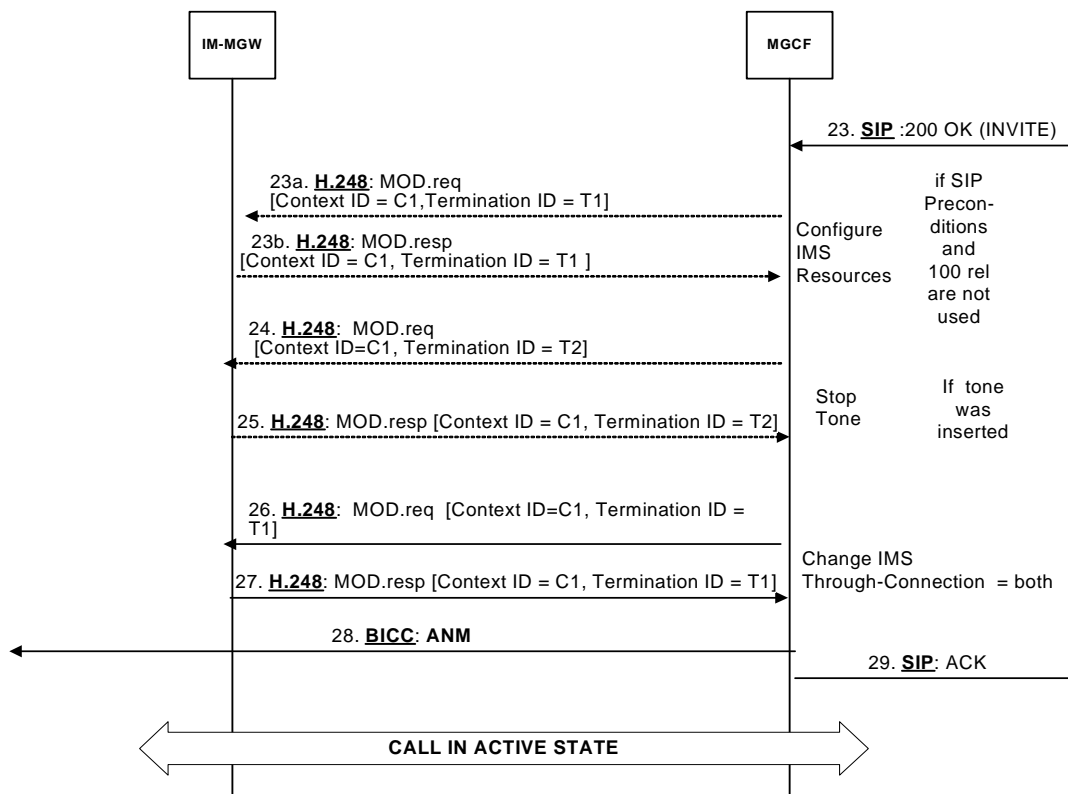 IM-MGW
MGCF
23. SIP :200 OK (INVITE)
23a. H.248: MOD.req
[Context ID = C1,Termination ID = T1]
23b. H.248: MOD.resp
[Context ID = C1, Termination ID = T1 ]
Configure
IMS
Resources
if SIP
Precon-
ditions
and
100 rel
are not
used
24. H.248:  MOD.req
[Context ID=C1, Termination ID = T2]
25. H.248: MOD.resp [Context ID = C1, Termination ID = T2]
Stop
Tone
If  tone
was
inserted
26. H.248:  MOD.req  [Context ID=C1, Termination ID =
T1]
27. H.248: MOD.resp [Context ID = C1, Termination ID = T1]
Change IMS
Through-Connection  = both
28. BICC: ANM
29. SIP: ACK
CALL IN ACTIVE STATE